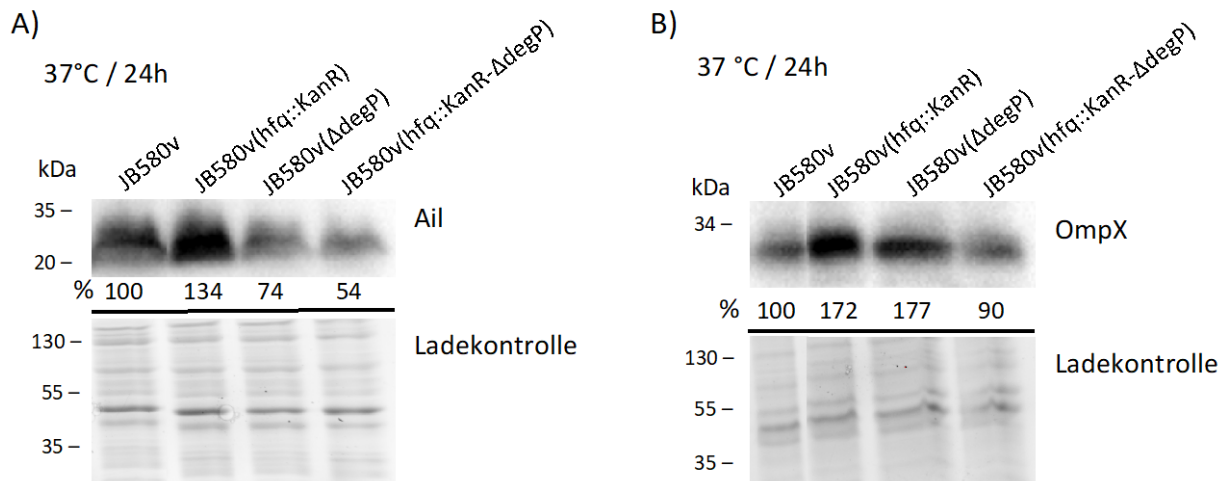 A)
37°C / 24h
kDa
JB580v
JB580v(hfq::KanR)
JB580v(ΔdegP)
JB580v(hfq::KanR-ΔdegP)
35 –
20 –
Ail
% 100 134 74 54
130 –
55 –
35 –
Ladekontrolle
B)
37 °C / 24h
kDa
JB580v
JB580v(hfq::KanR)
JB580v(ΔdegP)
JB580v(hfq::KanR-ΔdegP)
34 –
OmpX
% 100 172 177 90
130 –
55 –
35 –
Ladekontrolle